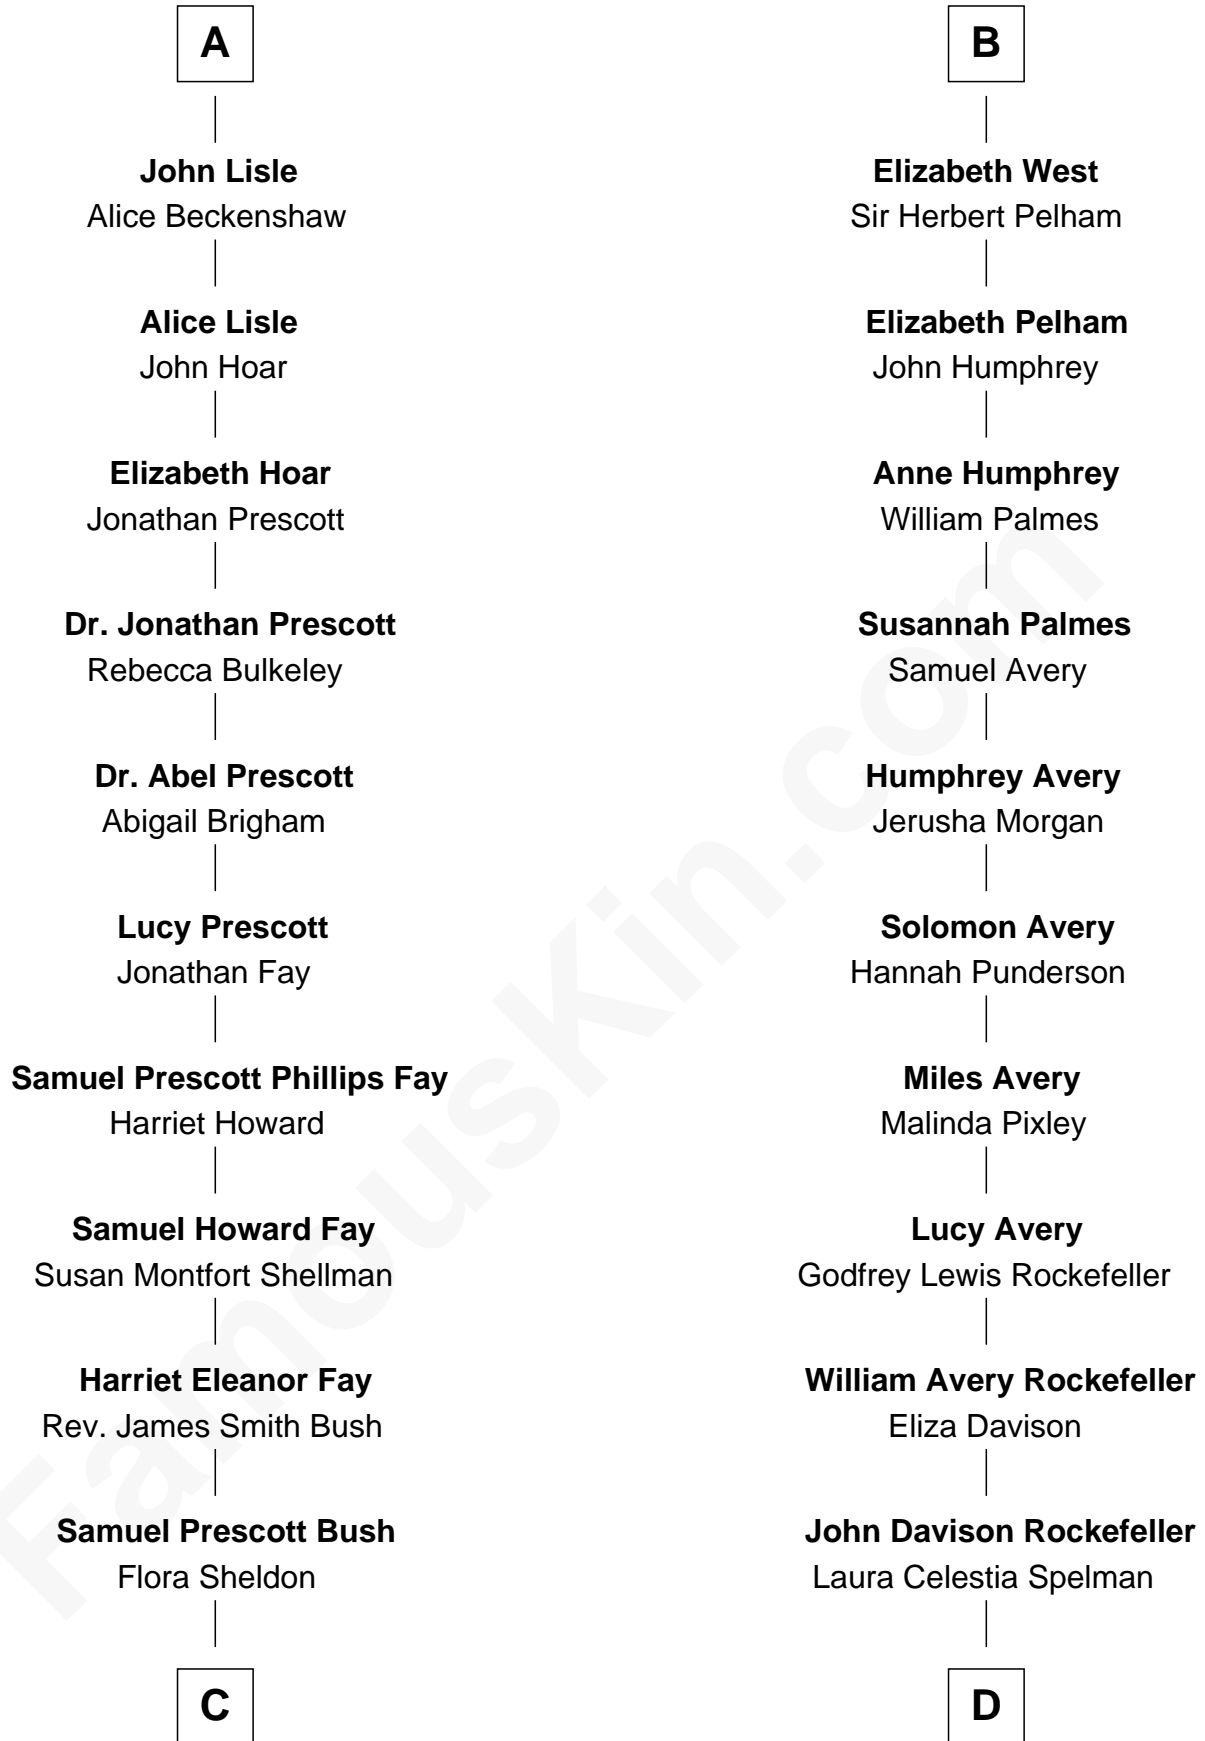 A
John Lisle
Alice Beckenshaw
Alice Lisle
John Hoar
Elizabeth Hoar
Jonathan Prescott
Dr. Jonathan Prescott
Rebecca Bulkeley
Dr. Abel Prescott
Abigail Brigham
Lucy Prescott
Jonathan Fay
Samuel Prescott Phillips Fay
Harriet Howard
Samuel Howard Fay
Susan Montfort Shellman
Harriet Eleanor Fay
Rev. James Smith Bush
Samuel Prescott Bush
Flora Sheldon
C
B
Elizabeth West
Sir Herbert Pelham
Elizabeth Pelham
John Humphrey
Anne Humphrey
William Palmes
Susannah Palmes
Samuel Avery
Humphrey Avery
Jerusha Morgan
Solomon Avery
Hannah Punderson
Miles Avery
Malinda Pixley
Lucy Avery
Godfrey Lewis Rockefeller
William Avery Rockefeller
Eliza Davison
John Davison Rockefeller
Laura Celestia Spelman
D
FamousKin.com